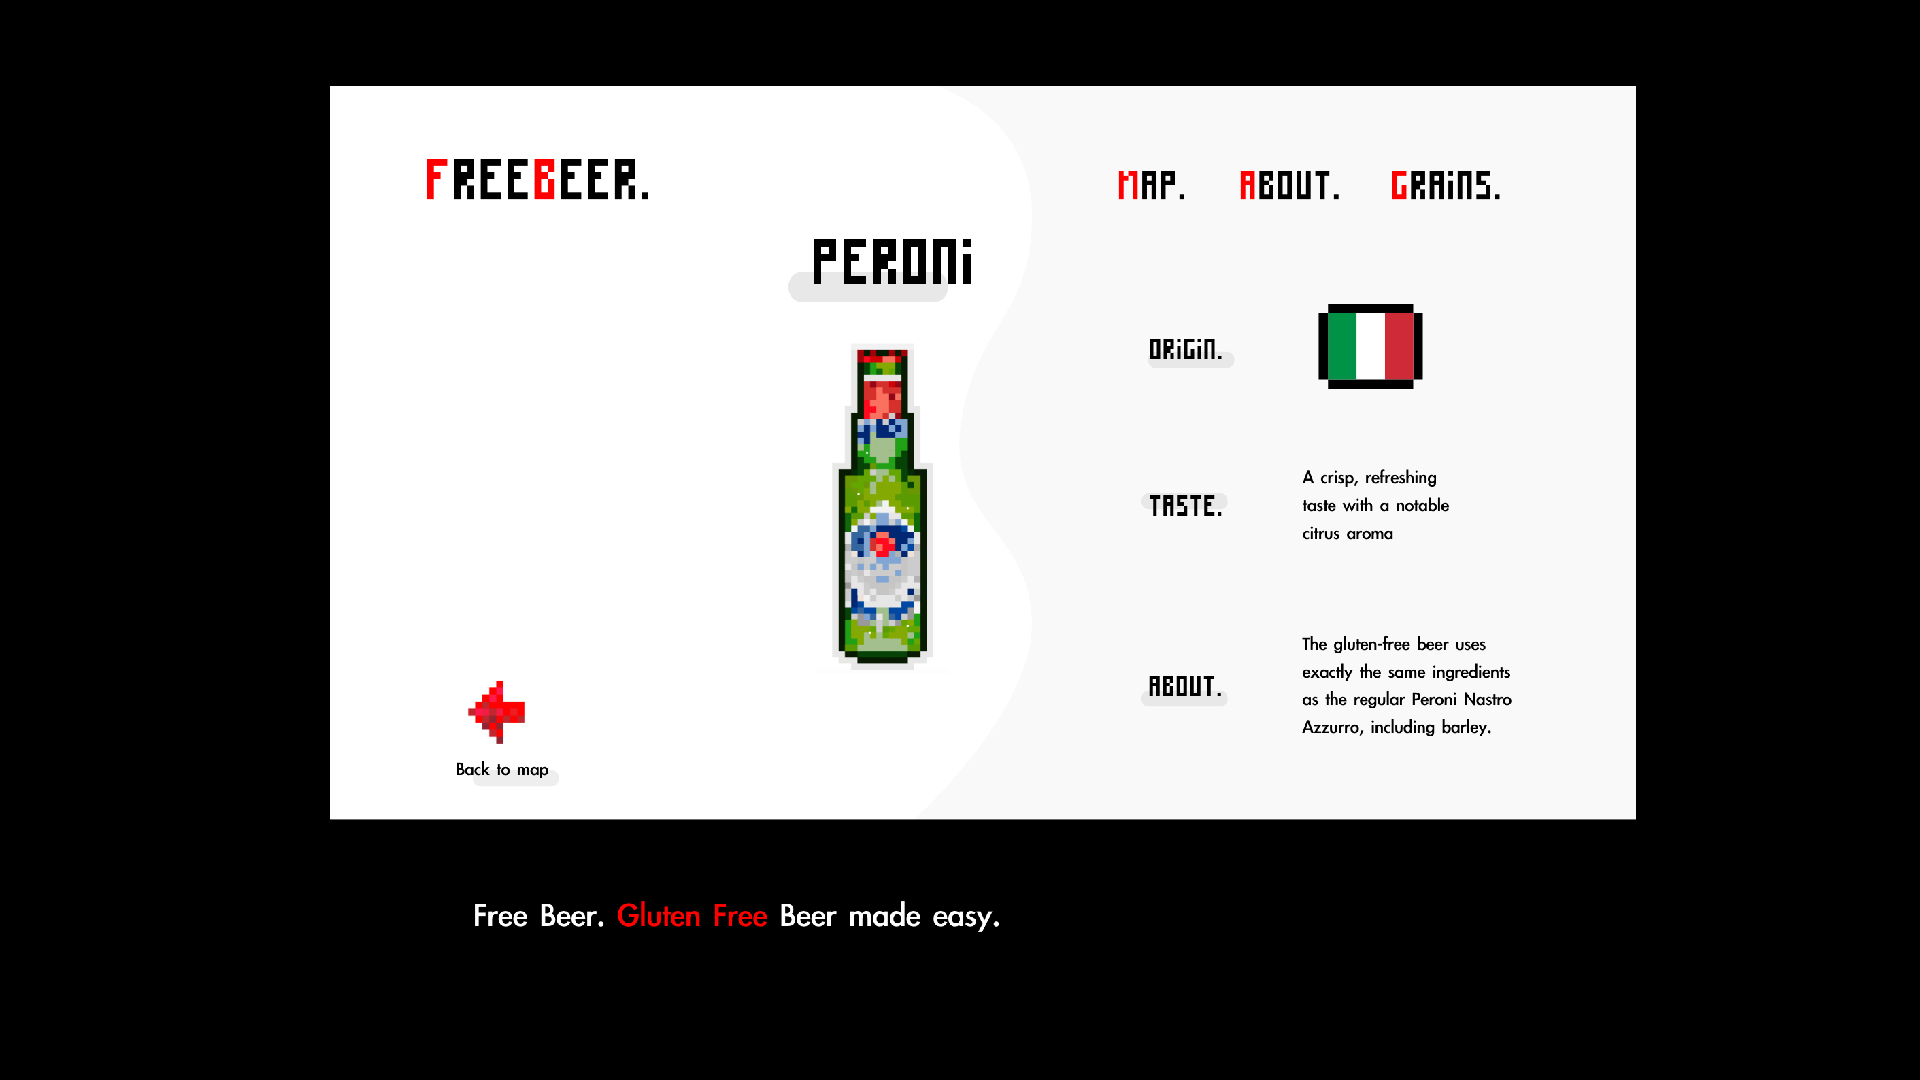 FREEBEER.
MAP. ABOUT. GRAiNS.
PERONi
ORiGiN.
TASTE.
A crisp, refreshing
taste with a notable
citrus aroma
ABOUT.
The gluten-free beer uses
exactly the same ingredients
as the regular Peroni Nastro
Azzurro, including barley.
Back to map
Free Beer. Gluten Free Beer made easy.